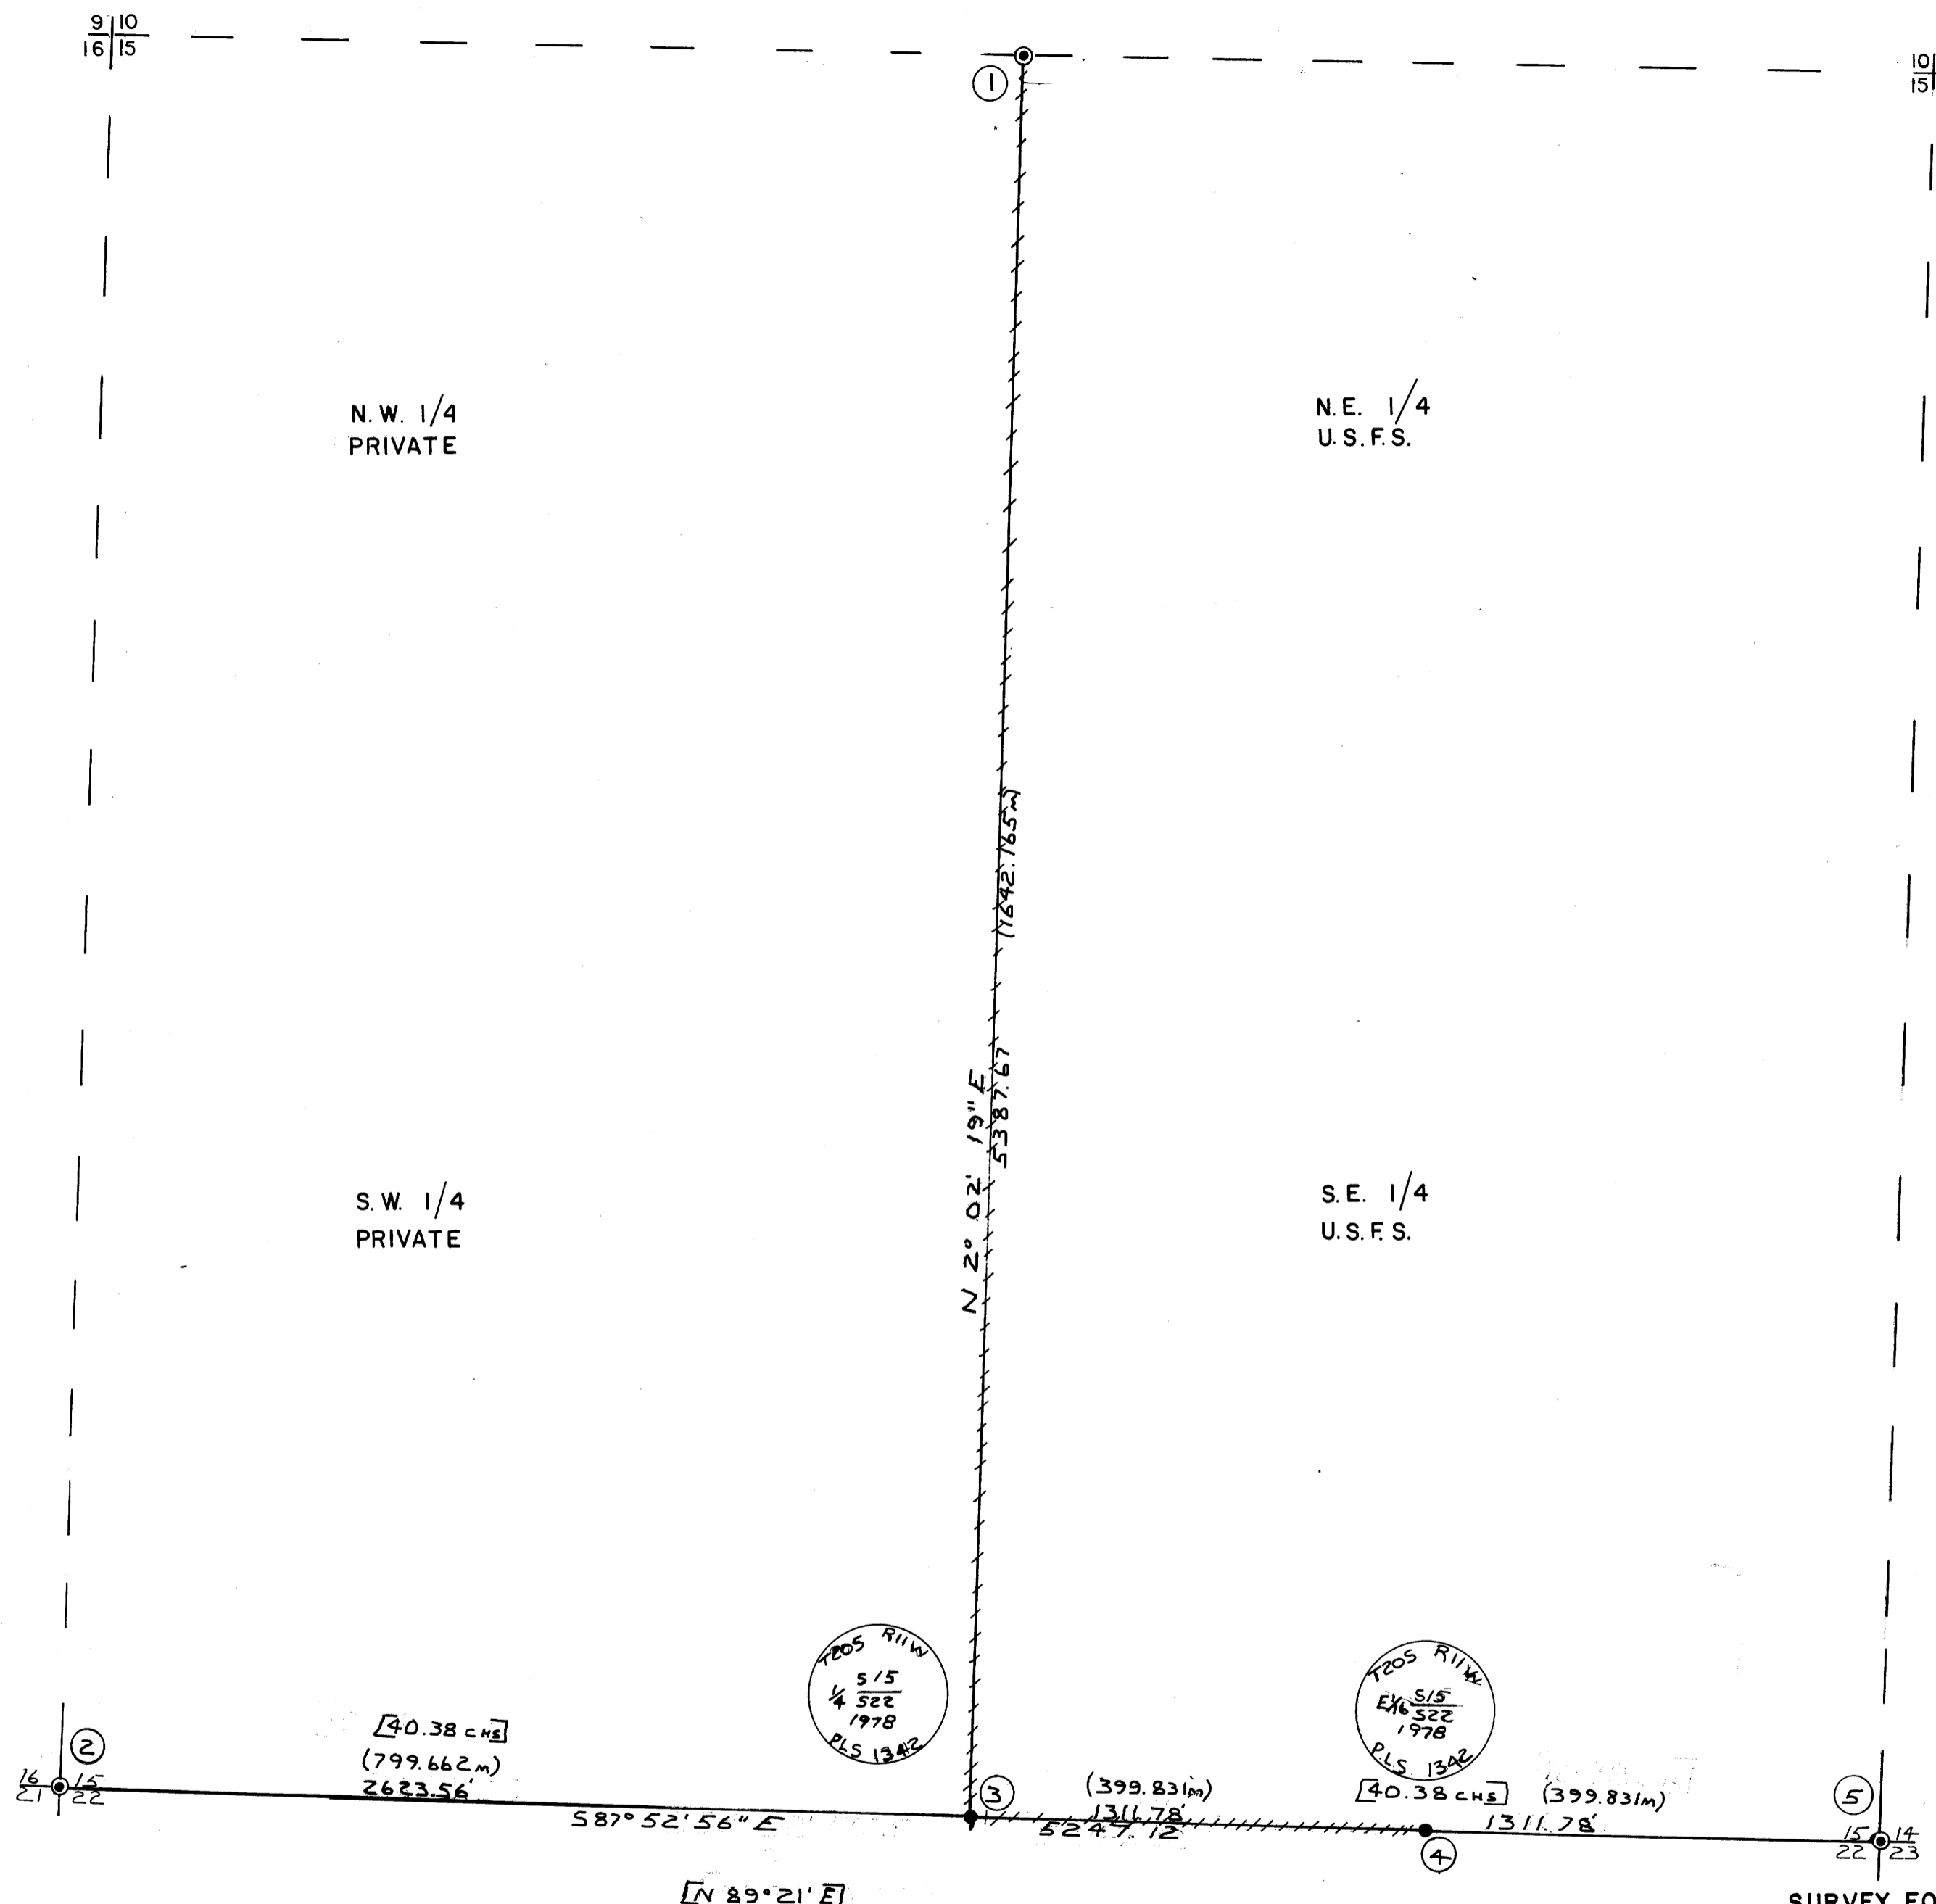 9 10
16 15
10
15
1
N.W. 1/4
PRIVATE
N.E. 1/4
U.S.F.S.
(1642.165m)
N 2° 02' 19" E
5387.67
S.W. 1/4
PRIVATE
S.E. 1/4
U.S.F.S.
T20S R11W
1/4 S15
S22
1978
PLS 1342
T20S R11W
E1/16 S15
S22
1978
PLS 1342
2
[40.38 CHS]
(799.662m)
2623.56'
16 15
21 22
S87° 52' 56" E
3
(399.831m)
1311.78'
5247.12
[40.38 CHS]
(399.831m)
1311.78'
4
5
15 14
22 23
[N 89° 21' E]
SURVEY FO